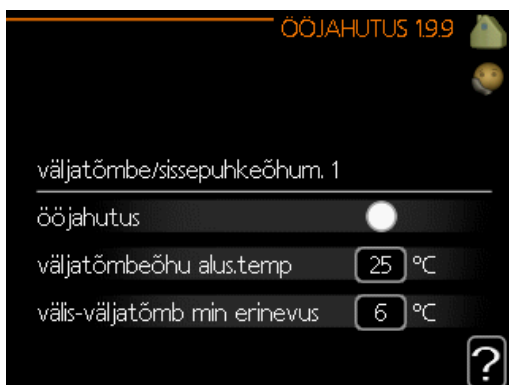 ÖÖJAHUTUS 1.9.9
väljatõmbe/sissepuhkeõhum. 1
ööjahutus
väljatõmbeõhu alus.temp 25 °C
välis-väljatõmb min erinevus 6 °C
?